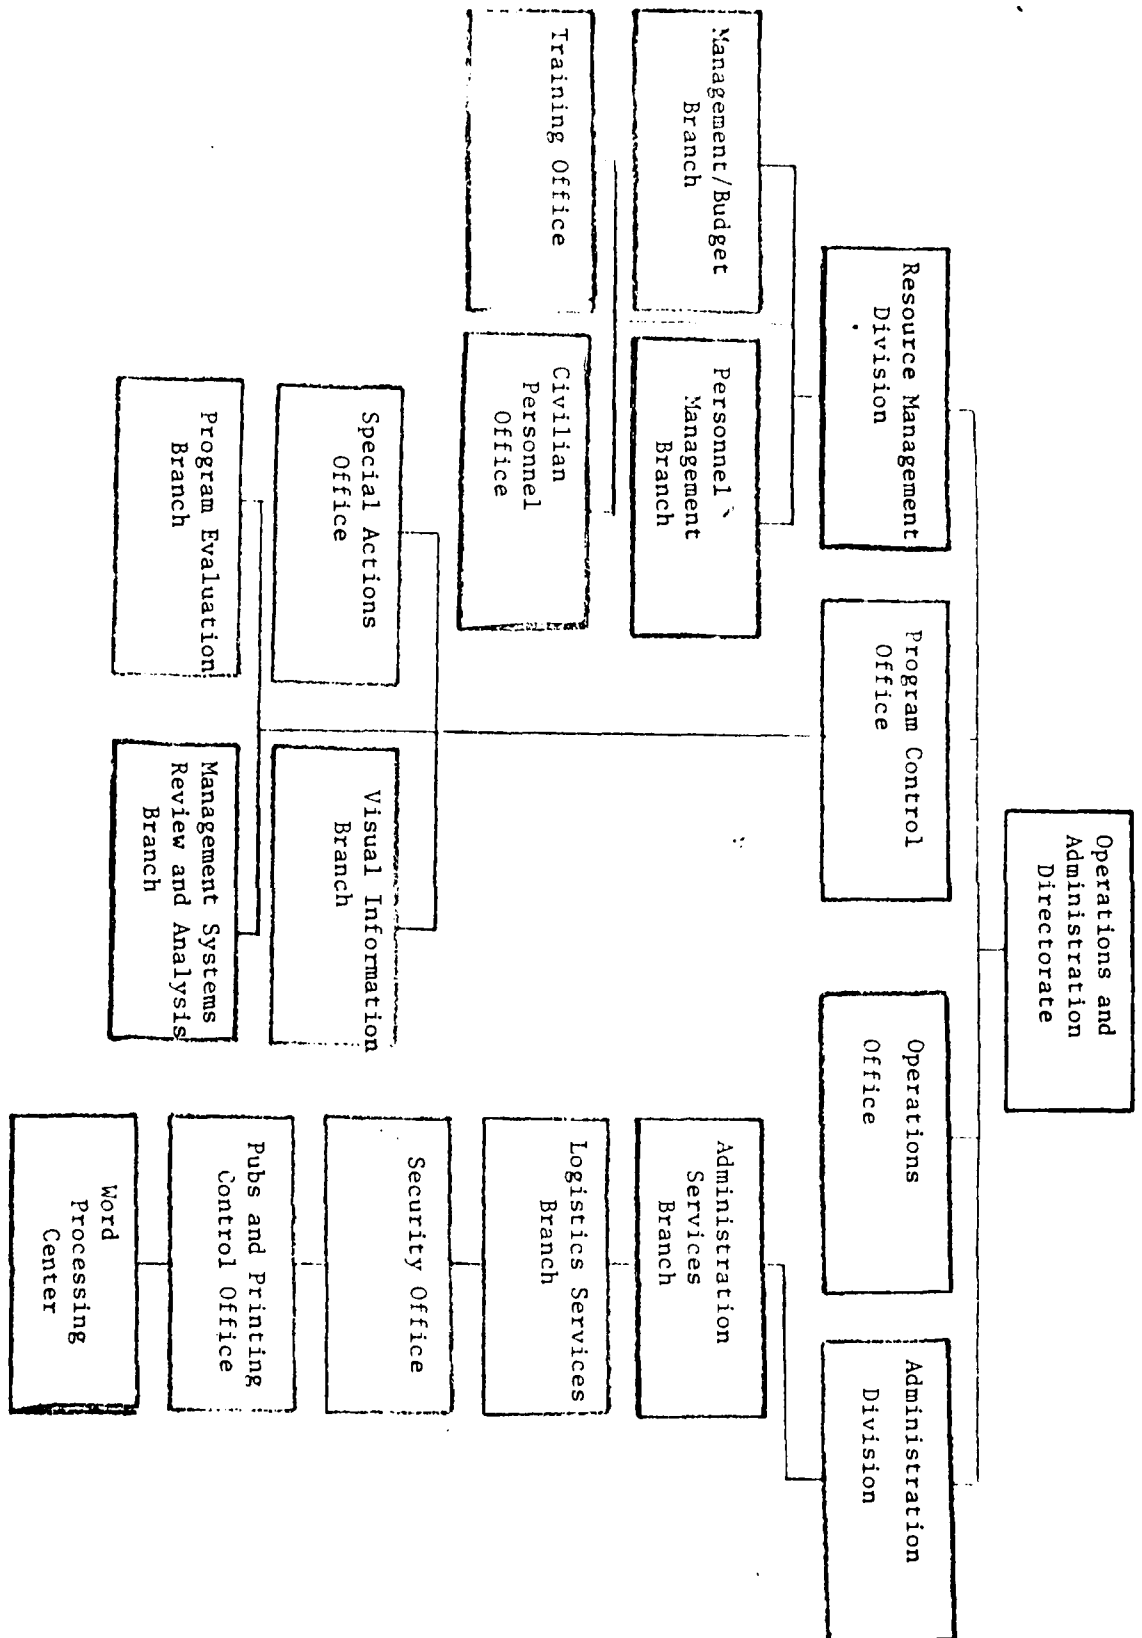 Operations and
Administration
Directorate
Resource Management
Division
Program Control
Office
Operations
Office
Administration
Division
Management/Budget
Branch
Personnel
Management
Branch
Training Office
Civilian
Personnel
Office
Special Actions
Office
Visual Information
Branch
Program Evaluation
Branch
Management Systems
Review and Analysis
Branch
Administration
Services
Branch
Logistics Services
Branch
Security Office
Pubs and Printing
Control Office
Word
Processing
Center